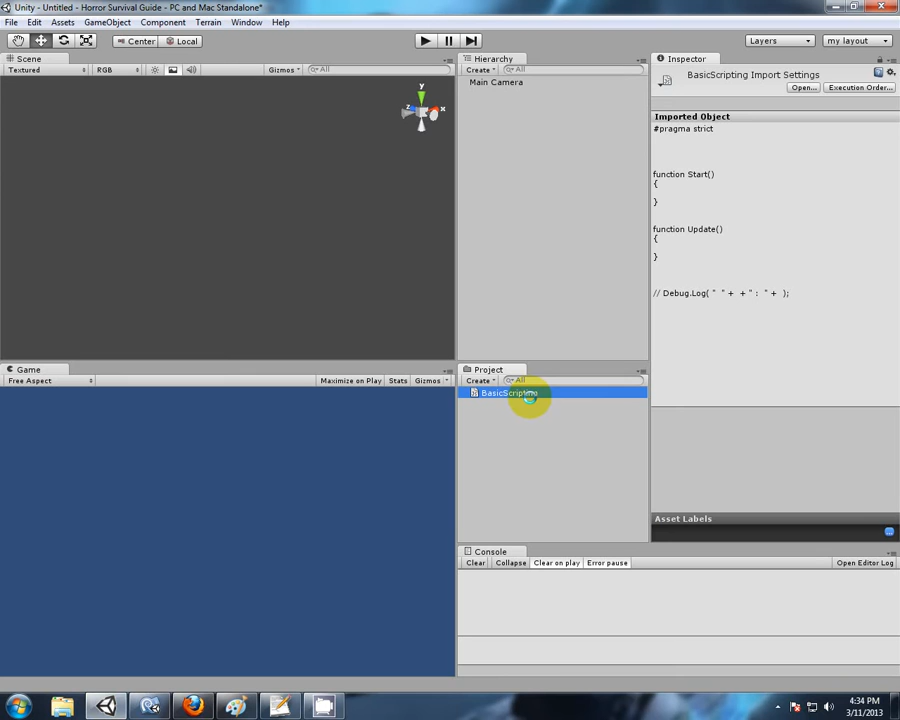 Unity - Untitled - Horror Survival Guide - PC and Mac Standalone*
File Edit Assets GameObject Component Terrain Window Help
Center Local Layers my layout
Scene
Textured RGB Gizmos All
y
x
z
Hierarchy
Create All
Main Camera
Inspector
BasicScripting Import Settings
Open... Execution Order...
Imported Object
#pragma strict
function Start()
{
}
function Update()
{
}
// Debug.Log( " " + + " : " + );
Game
Free Aspect Maximize on Play Stats Gizmos
Project
Create All
BasicScripting
Asset Labels
Console
Clear Collapse Clear on play Error pause Open Editor Log
4:34 PM
3/11/2013